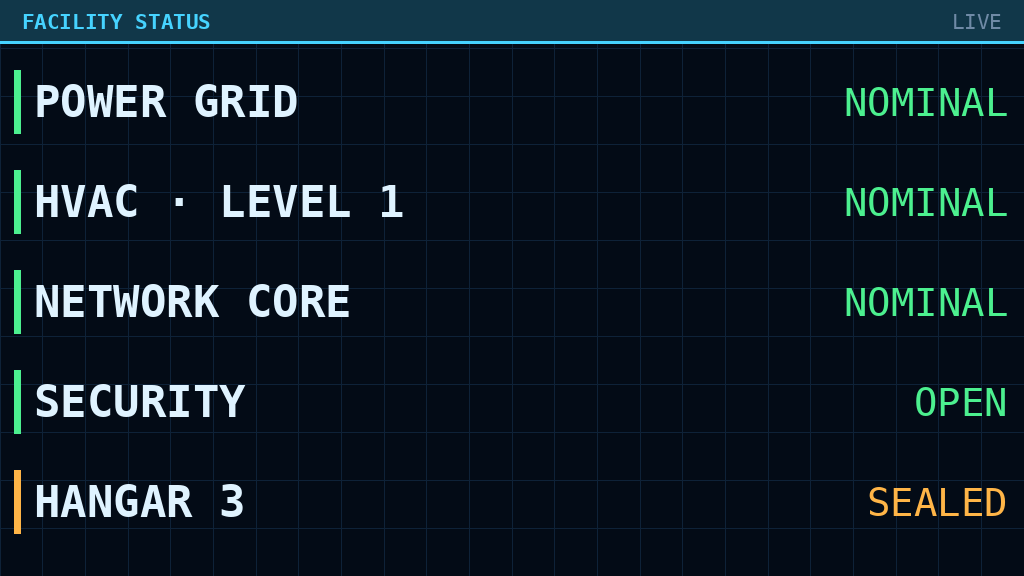 FACILITY STATUS LIVE
POWER GRID NOMINAL
HVAC · LEVEL 1 NOMINAL
NETWORK CORE NOMINAL
SECURITY OPEN
HANGAR 3 SEALED